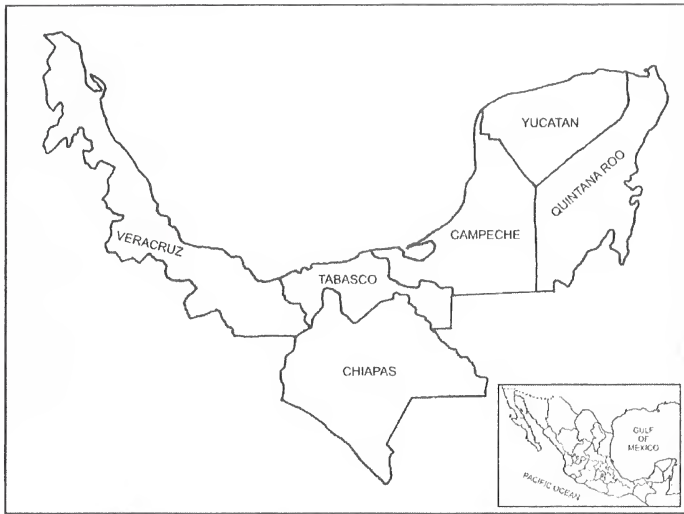 YUCATAN
QUINTANA ROO
CAMPECHE
VERACRUZ
TABASCO
CHIAPAS
GULF
OF
MEXICO
PACIFIC OCEAN